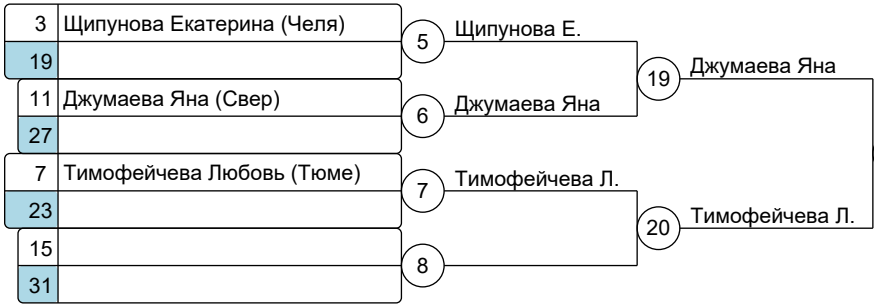 3 Щипунова Екатерина (Челя)
19
5
Щипунова Е.
11 Джумаева Яна (Свер)
27
6
Джумаева Яна
19
Джумаева Яна
7 Тимофейчева Любовь (Тюме)
23
7
Тимофейчева Л.
15
31
8
20
Тимофейчева Л.